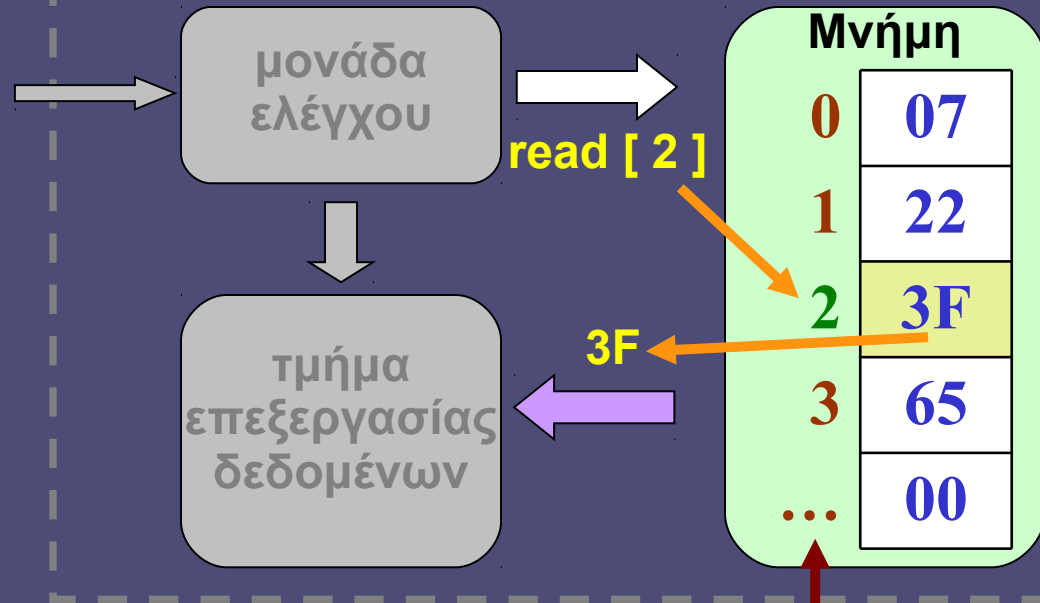 μονάδα
ελέγχου
read [ 2 ]
τμήμα
επεξεργασίας
δεδομένων
3F
Μνήμη
0 07
1 22
2 3F
3 65
... 00